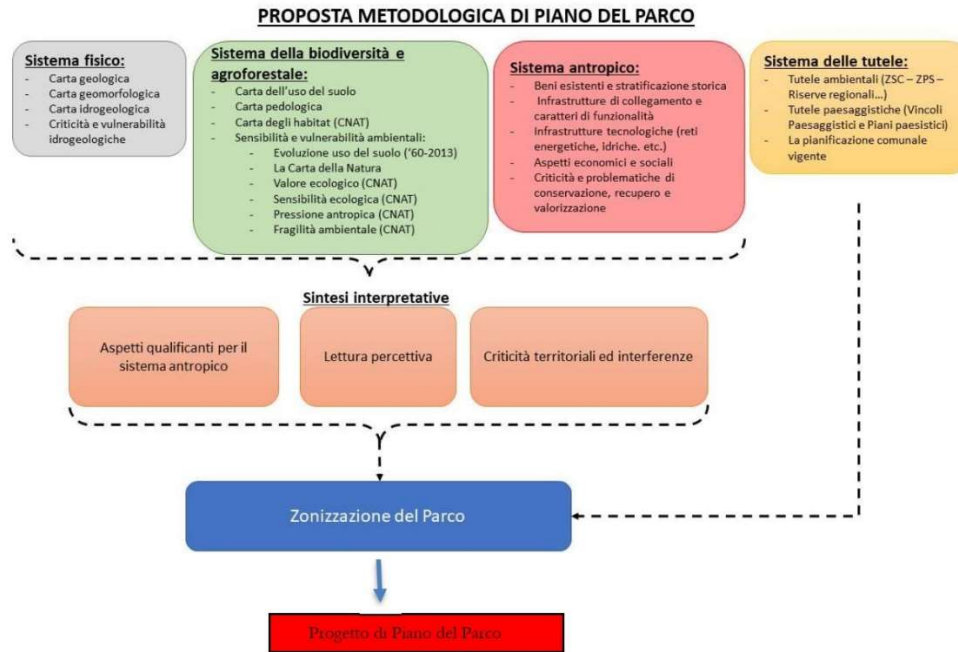 PROPOSTA METODOLOGICA DI PIANO DEL PARCO
Sistema fisico:
- Carta geologica
- Carta geomorfologica
- Carta idrogeologica
- Criticità e vulnerabilità
idrogeologiche
Sistema della biodiversità e
agroforestale:
- Carta dell'uso del suolo
- Carta pedologica
- Carta degli habitat (CNAT)
- Sensibilità e vulnerabilità ambientali:
- Evoluzione uso del suolo ('60-2013)
- La Carta della Natura
- Valore ecologico (CNAT)
- Sensibilità ecologica (CNAT)
- Pressione antropica (CNAT)
- Fragilità ambientale (CNAT)
Sistema antropico:
- Beni esistenti e stratificazione storica
- Infrastrutture di collegamento e
caratteri di funzionalità
- Infrastrutture tecnologiche (reti
energetiche, idriche. etc.)
- Aspetti economici e sociali
- Criticità e problematiche di
conservazione, recupero e
valorizzazione
Sistema delle tutele:
- Tutele ambientali (ZSC – ZPS –
Riserve regionali...)
- Tutele paesaggistiche (Vincoli
Paesaggistici e Piani paesistici)
- La pianificazione comunale
vigente
Sintesi interpretative
Aspetti qualificanti per il
sistema antropico
Lettura percettiva
Criticità territoriali ed interferenze
Zonizzazione del Parco
Progetto di Piano del Parco